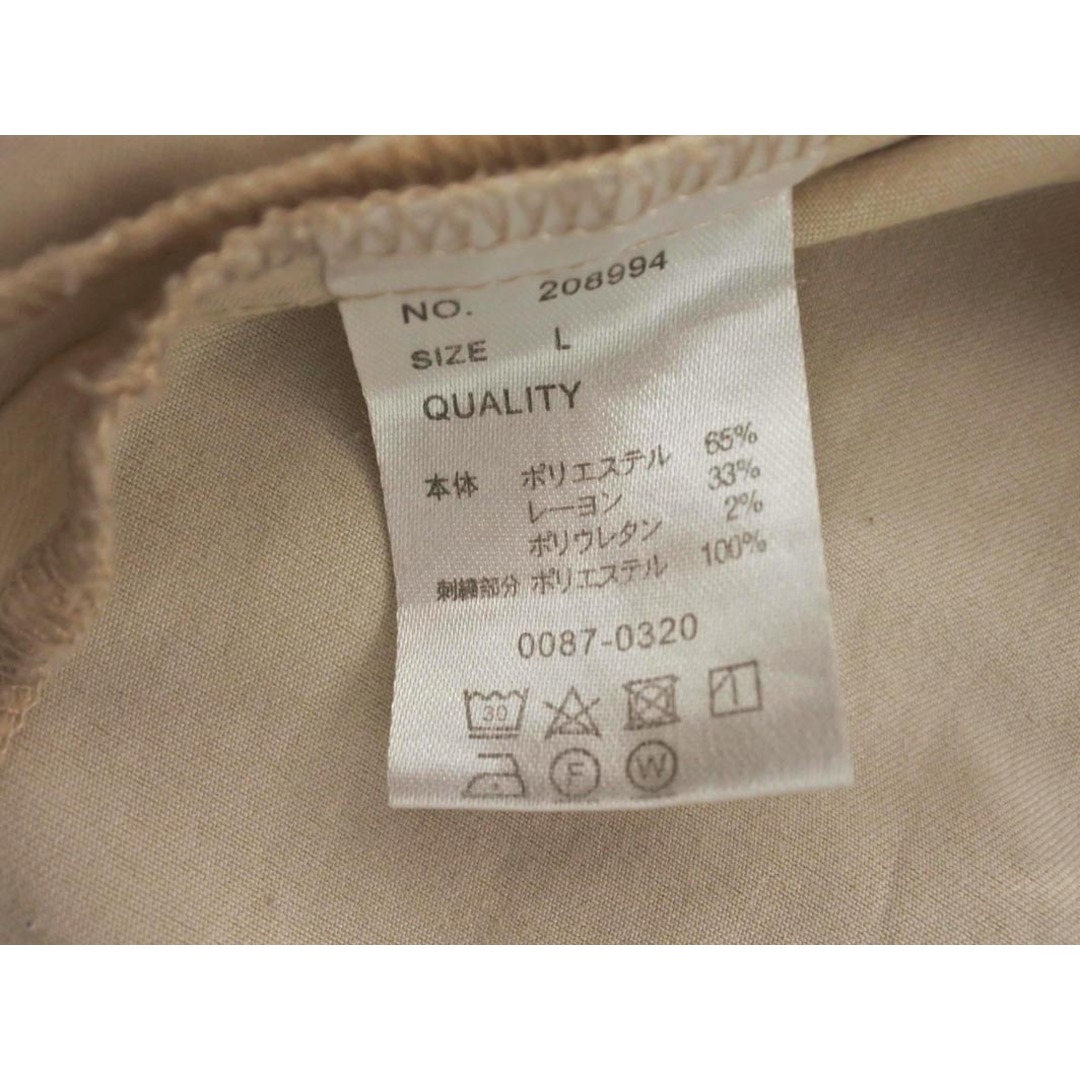 NO. 208994
SIZE L
QUALITY
本体 ポリエステル 65%
レーヨン 33%
ポリウレタン 2%
刺繍部分 ポリエステル 100%
0087-0320
30
F W